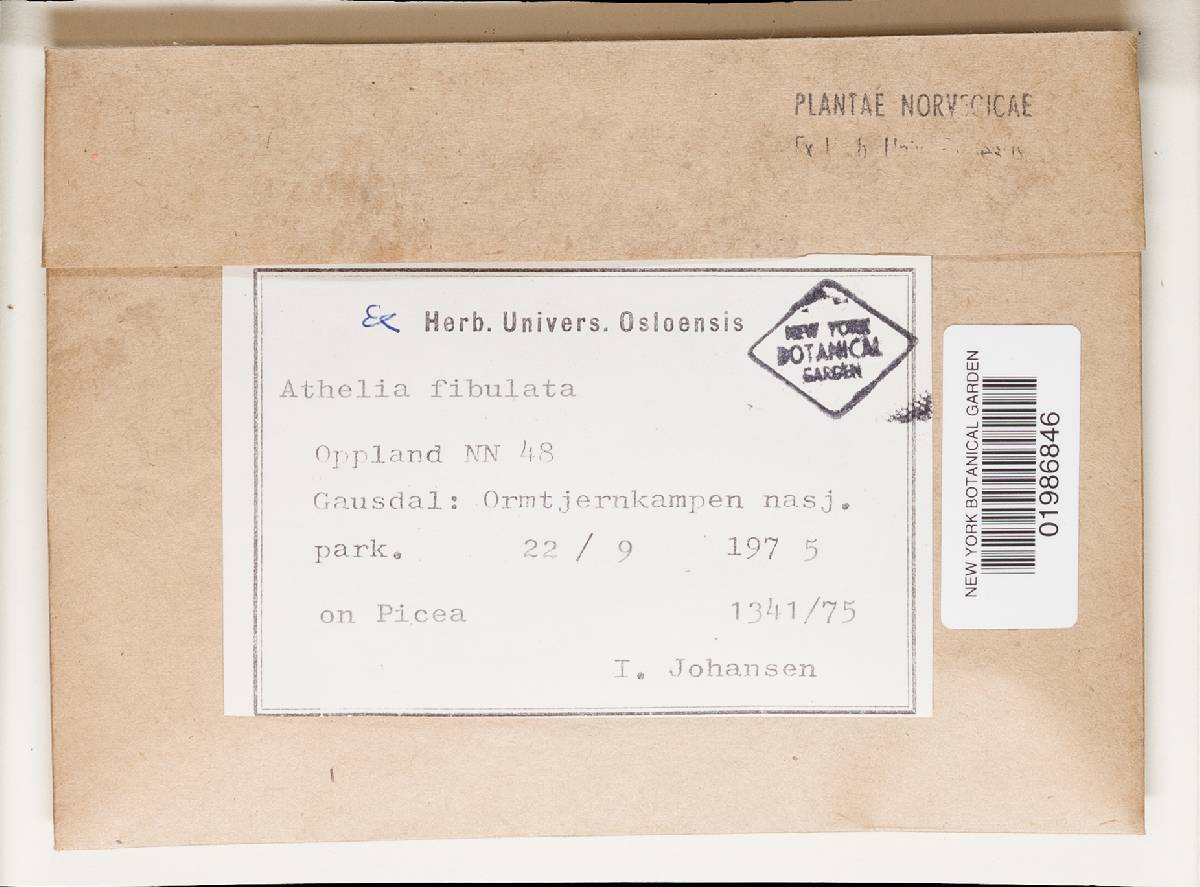 PLANTAE NORVEGICAE
Ex Herb. Univers. Osloensis
NEW YORK
BOTANICAL
GARDEN
Athelia fibulata
Oppland NN 48
Gausdal: Ormtjernkampen nasj.
park. 22 / 9 197 5
on Picea 1341/75
I. Johansen
NEW YORK BOTANICAL GARDEN
01986846